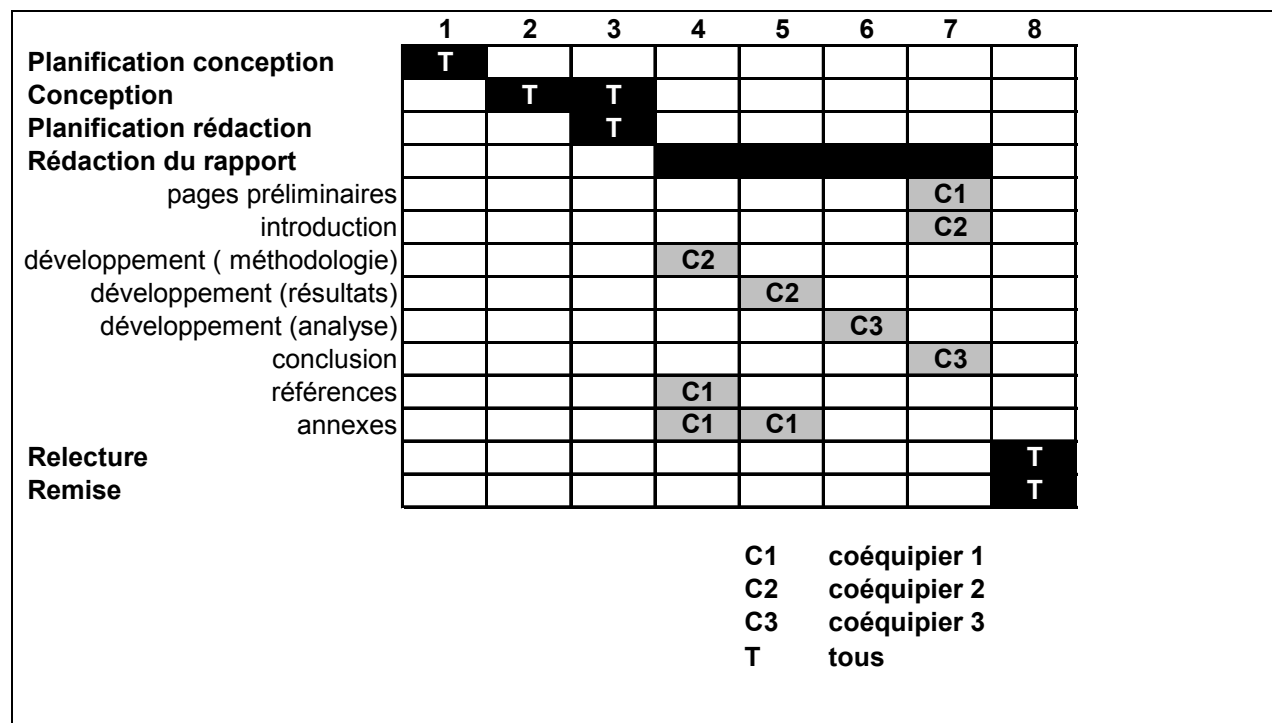 1 2 3 4 5 6 7 8
Planification conception T
Conception T T
Planification rédaction T
Rédaction du rapport
pages préliminaires C1
introduction C2
développement ( méthodologie) C2
développement (résultats) C2
développement (analyse) C3
conclusion C3
références C1
annexes C1 C1
Relecture T
Remise T
C1 coéquipier 1
C2 coéquipier 2
C3 coéquipier 3
T tous